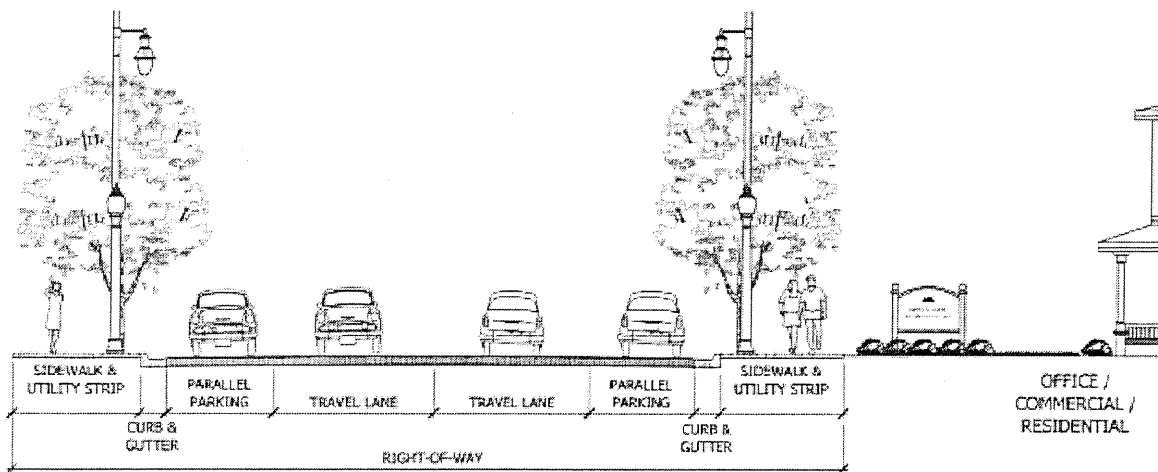 SIDEWALK &
UTILITY STRIP
CURB &
GUTTER
PARALLEL
PARKING
TRAVEL LANE
TRAVEL LANE
PARALLEL
PARKING
CURB &
GUTTER
SIDEWALK &
UTILITY STRIP
RIGHT-OF-WAY
OFFICE /
COMMERCIAL /
RESIDENTIAL